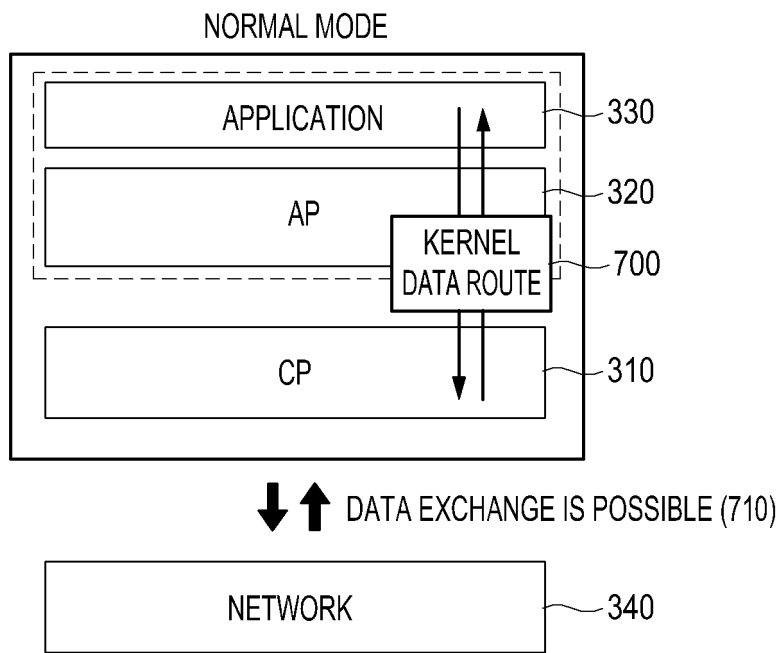 NORMAL MODE
APPLICATION
330
AP
320
KERNEL
DATA ROUTE
700
CP
310
DATA EXCHANGE IS POSSIBLE (710)
NETWORK
340